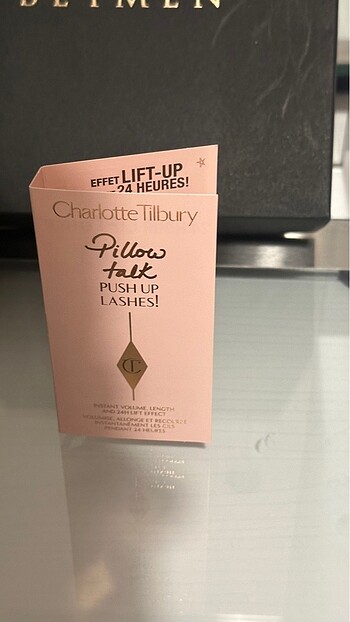 BEYMEN
EFFET LIFT-UP
24 HEURES!
Charlotte Tilbury
Pillow
talk
PUSH UP
LASHES!
CT
INSTANT VOLUME, LENGTH
AND 24H LIFT EFFECT
VOLUMISE, ALLONGE ET RECOURBE
INSTANTANÉMENT LES CILS
PENDANT 24 HEURES